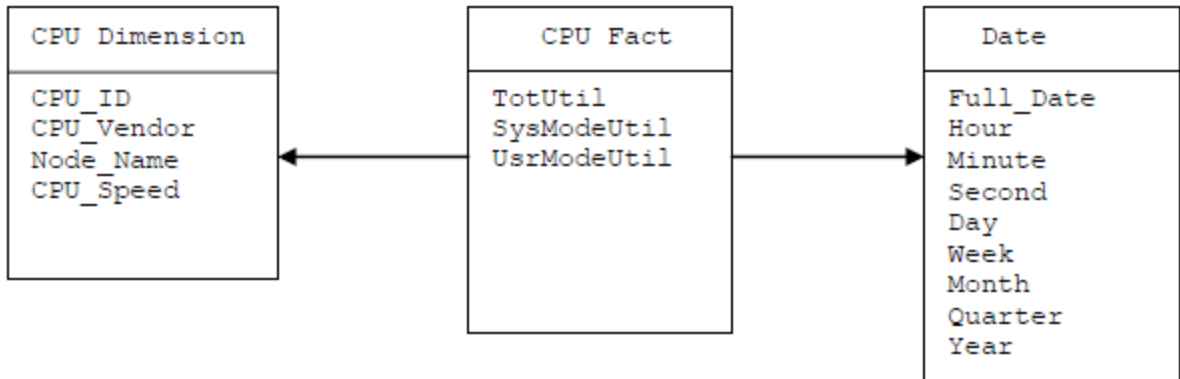 CPU Dimension
CPU_ID
CPU_Vendor
Node_Name
CPU_Speed
CPU Fact
TotUtil
SysModeUtil
UsrModeUtil
Date
Full_Date
Hour
Minute
Second
Day
Week
Month
Quarter
Year